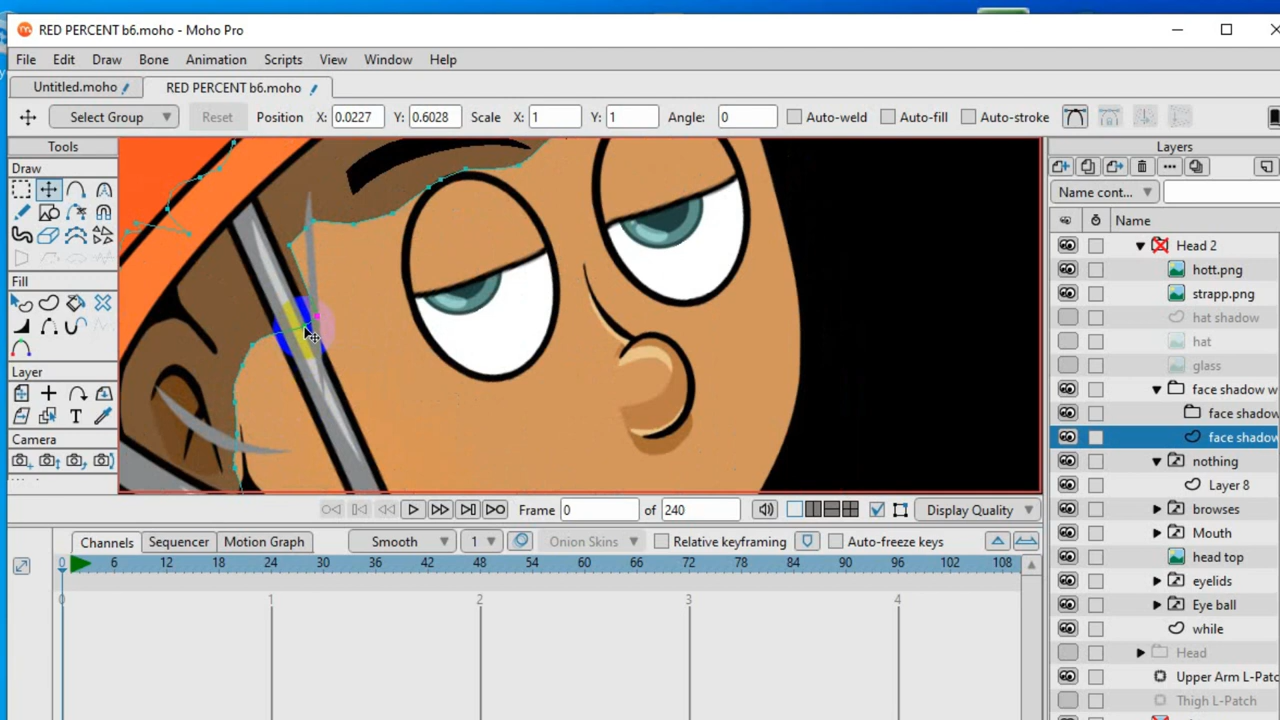 RED PERCENT b6.moho - Moho Pro
File Edit Draw Bone Animation Scripts View Window Help
Untitled.moho RED PERCENT b6.moho
Select Group Reset Position X: 0.0227 Y: 0.6028 Scale X: 1 Y: 1 Angle: 0 Auto-weld Auto-fill Auto-stroke
Tools
Draw
Fill
Layer
Camera
Layers
Name cont...
Name
Head 2
hott.png
strapp.png
hat shadow
hat
glass
face shadow w
face shadow
face shadow
nothing
Layer 8
browses
Mouth
head top
eyelids
Eye ball
while
Head
Upper Arm L-Patc
Thigh L-Patch
Frame 0 of 240 Display Quality
Channels Sequencer Motion Graph Smooth 1 Onion Skins Relative keyframing Auto-freeze keys
0 6 12 18 24 30 36 42 48 54 60 66 72 78 84 90 96 102 108
0 1 2 3 4